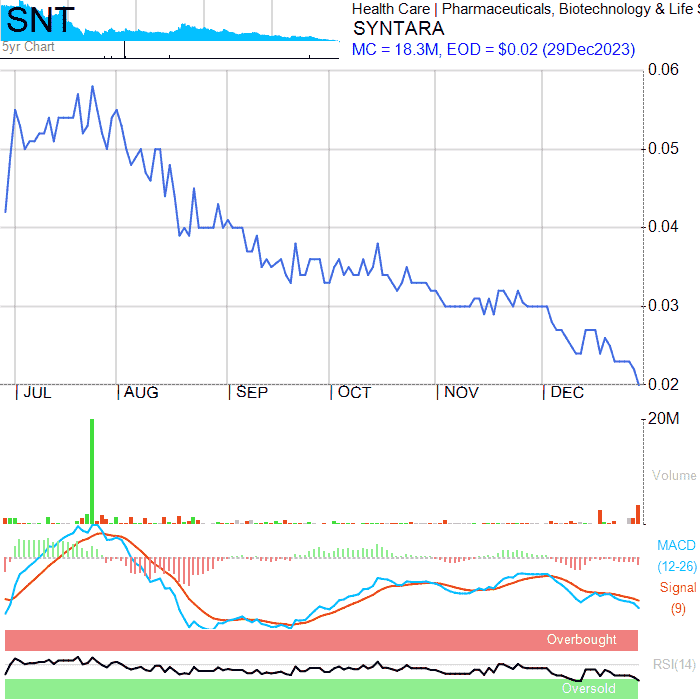 SNT
5yr Chart
Health Care | Pharmaceuticals, Biotechnology & Life
SYNTARA
MC = 18.3M, EOD = $0.02 (29Dec2023)
0.06
0.05
0.04
0.03
0.02
JUL AUG SEP OCT NOV DEC
20M
Volume
MACD
(12-26)
Signal
(9)
Overbought
RSI(14)
Oversold